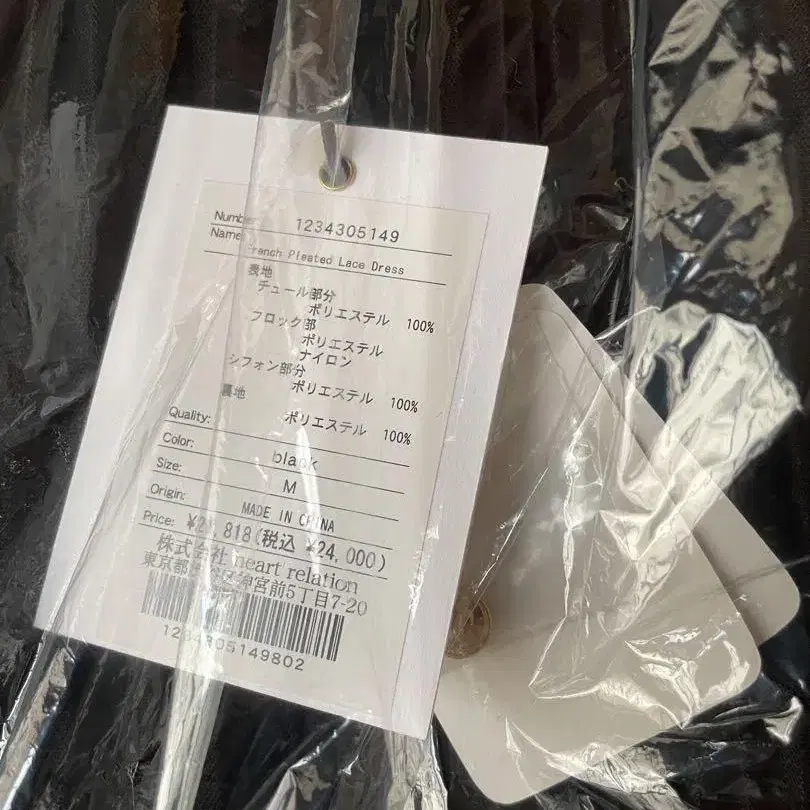 Number 1234305149
Name French Pleated Lace Dress
表地
チュール部分
ポリエステル 100%
フロック部
ポリエステル
ナイロン
シフォン部分
ポリエステル 100%
裏地
ポリエステル 100%
Quality:
Color: black
Size: M
Origin: MADE IN CHINA
Price: 818(税込 ¥24,000)
株式会社 heart relation
東京都 神宮前5丁目7-20
1234305149802